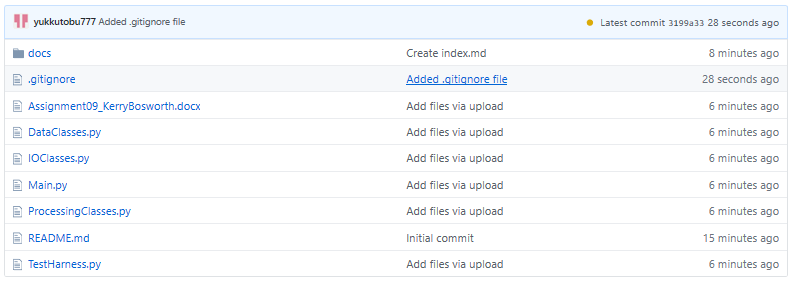 yukkutobu777 Added .gitignore file Latest commit 3199a33 28 seconds ago
docs Create index.md 8 minutes ago
.gitignore Added .gitignore file 28 seconds ago
Assignment09_KerryBosworth.docx Add files via upload 6 minutes ago
DataClasses.py Add files via upload 6 minutes ago
IOClasses.py Add files via upload 6 minutes ago
Main.py Add files via upload 6 minutes ago
ProcessingClasses.py Add files via upload 6 minutes ago
README.md Initial commit 15 minutes ago
TestHarness.py Add files via upload 6 minutes ago